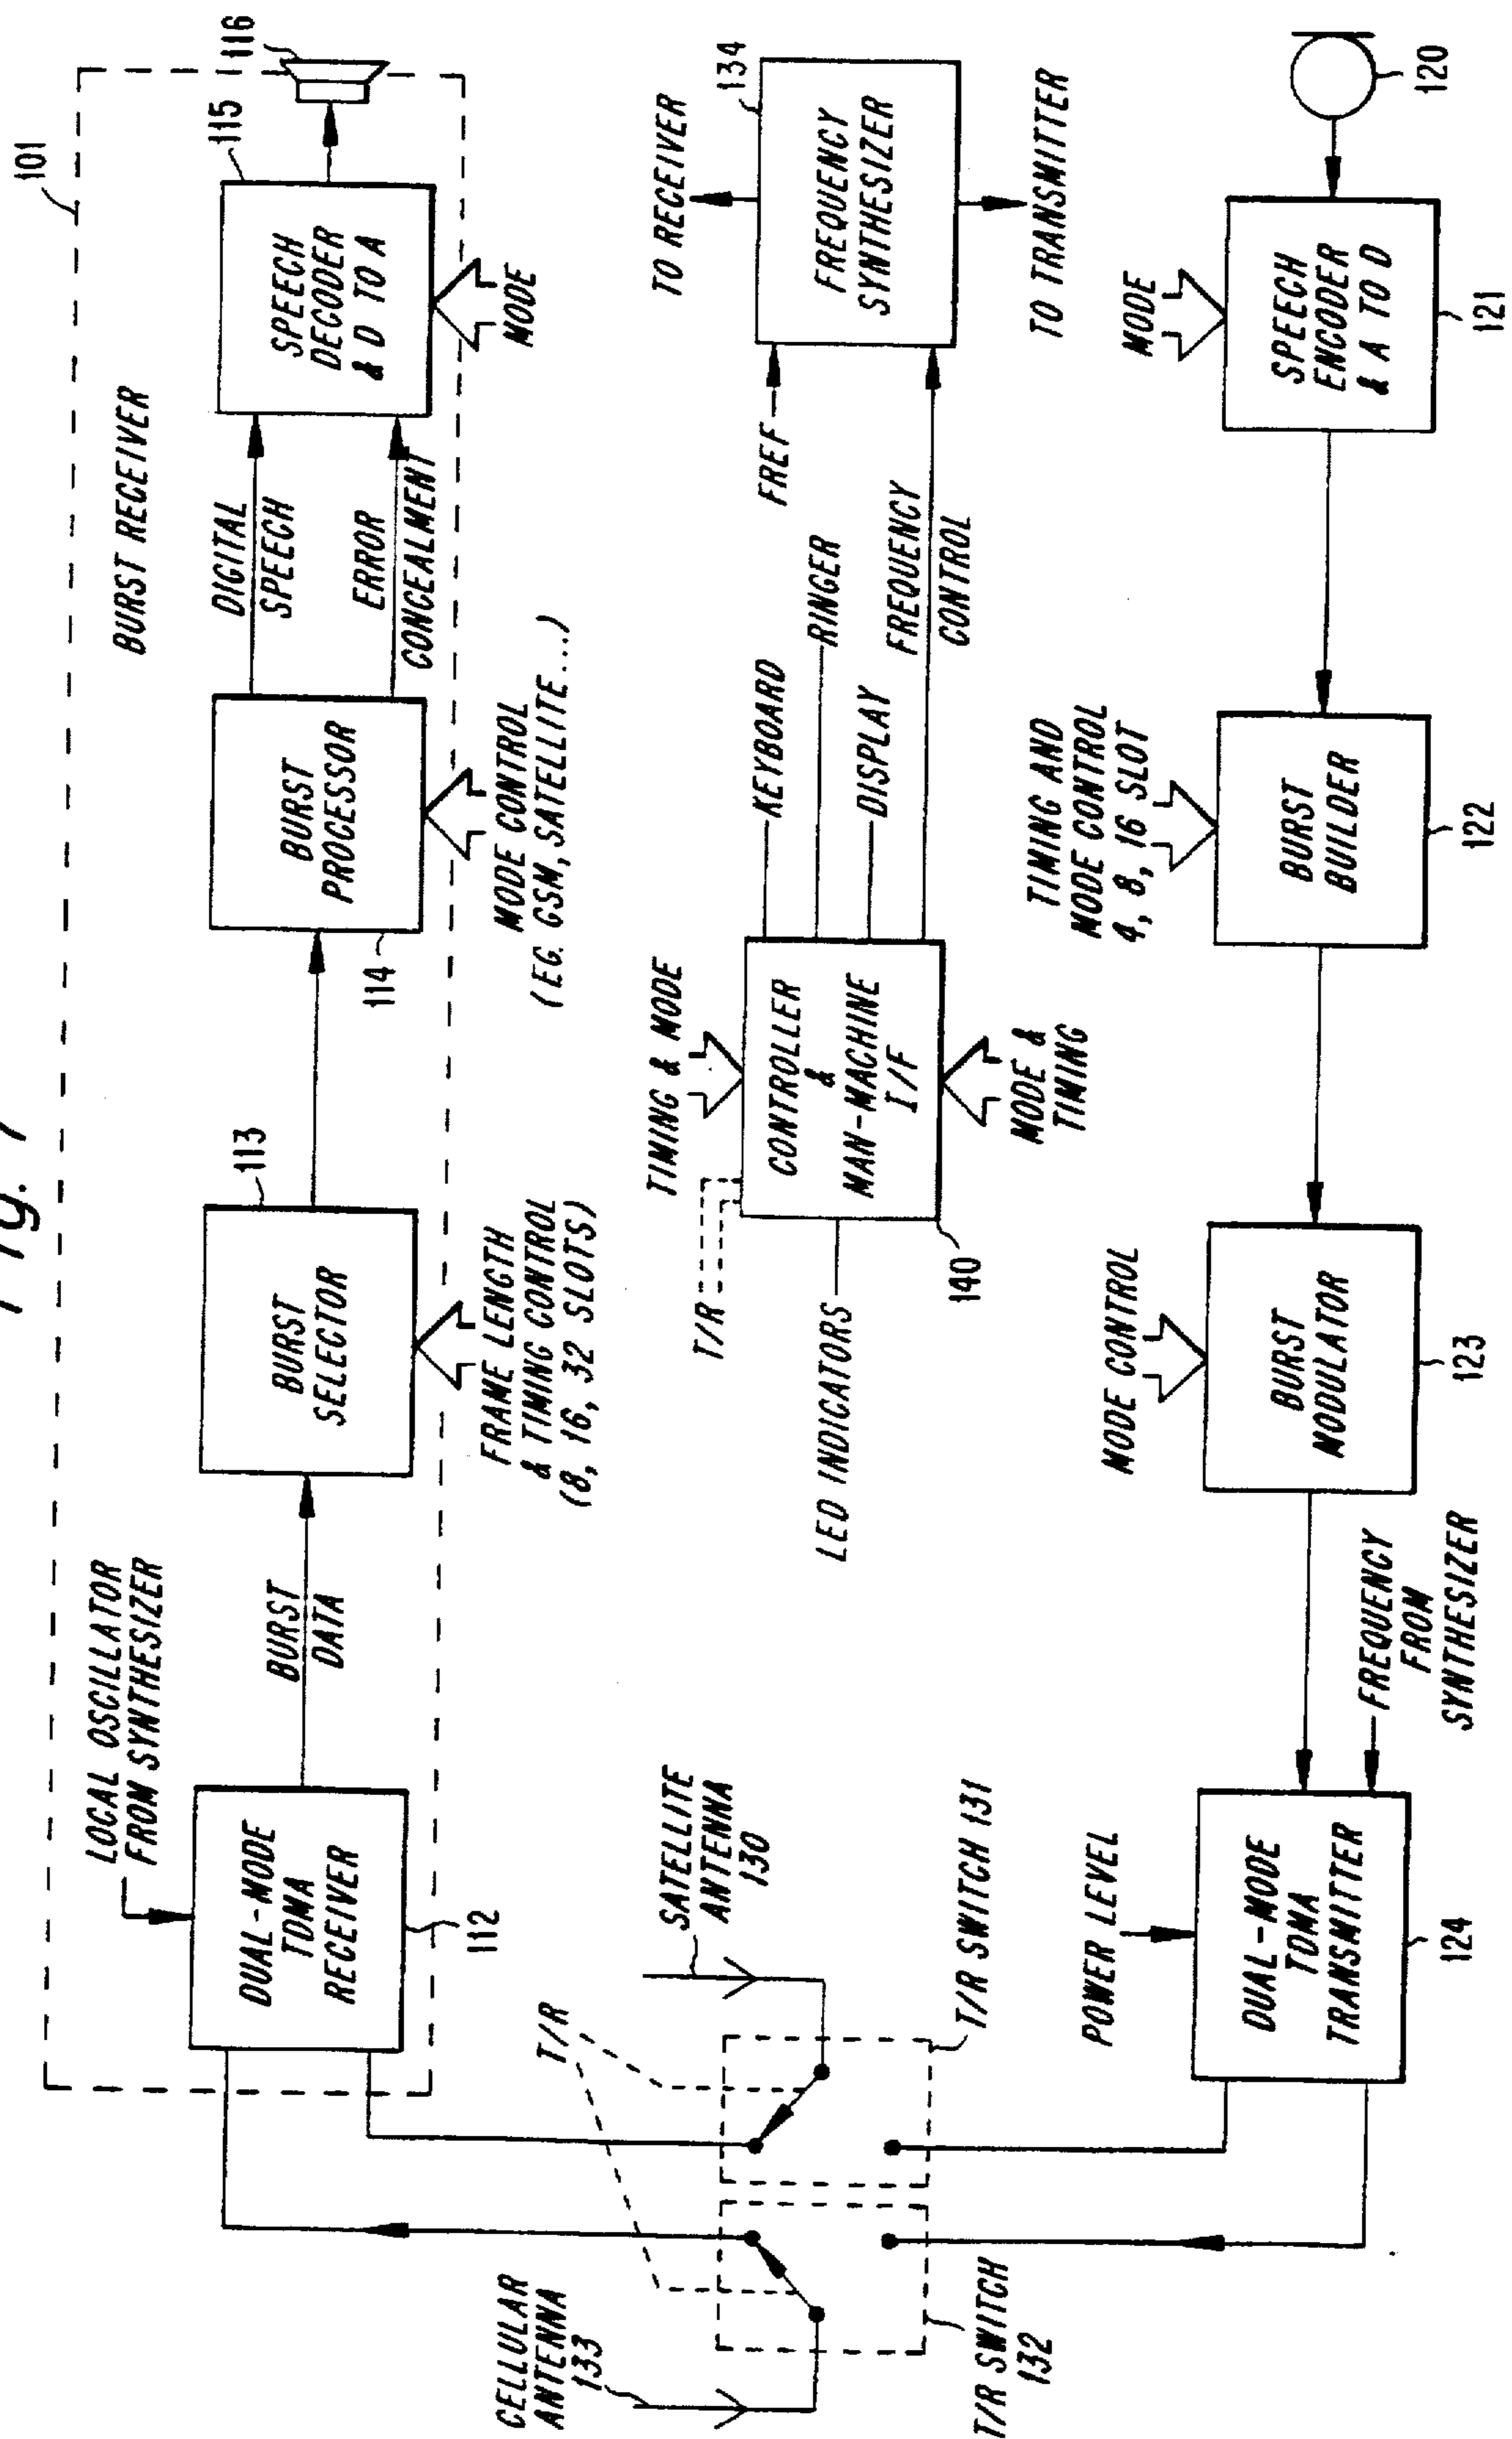 Fig. 7
101
BURST RECEIVER
LOCAL OSCILLATOR
FROM SYNTHESIZER
DUAL-MODE
TDMA
RECEIVER
112
BURST
DATA
BURST
SELECTOR
113
FRAME LENGTH
& TIMING CONTROL
(8, 16, 32 SLOTS)
BURST
PROCESSOR
114
MODE CONTROL
(EG. GSM, SATELLITE...)
DIGITAL
SPEECH
ERROR
CONCEALMENT
SPEECH
DECODER
& D TO A
115
MODE
116
CELLULAR
ANTENNA
133
T/R
SATELLITE
ANTENNA
130
T/R SWITCH 131
T/R SWITCH
132
T/R
TIMING & MODE
CONTROLLER
&
MAN-MACHINE
I/F
140
LED INDICATORS
MODE &
TIMING
KEYBOARD
RINGER
DISPLAY
FREQUENCY
CONTROL
FREF
TO RECEIVER
FREQUENCY
SYNTHESIZER
134
TO TRANSMITTER
POWER LEVEL
DUAL-MODE
TDMA
TRANSMITTER
124
FREQUENCY
FROM
SYNTHESIZER
MODE CONTROL
BURST
MODULATOR
123
TIMING AND
MODE CONTROL
4, 8, 16 SLOT
BURST
BUILDER
122
MODE
SPEECH
ENCODER
& A TO D
121
120